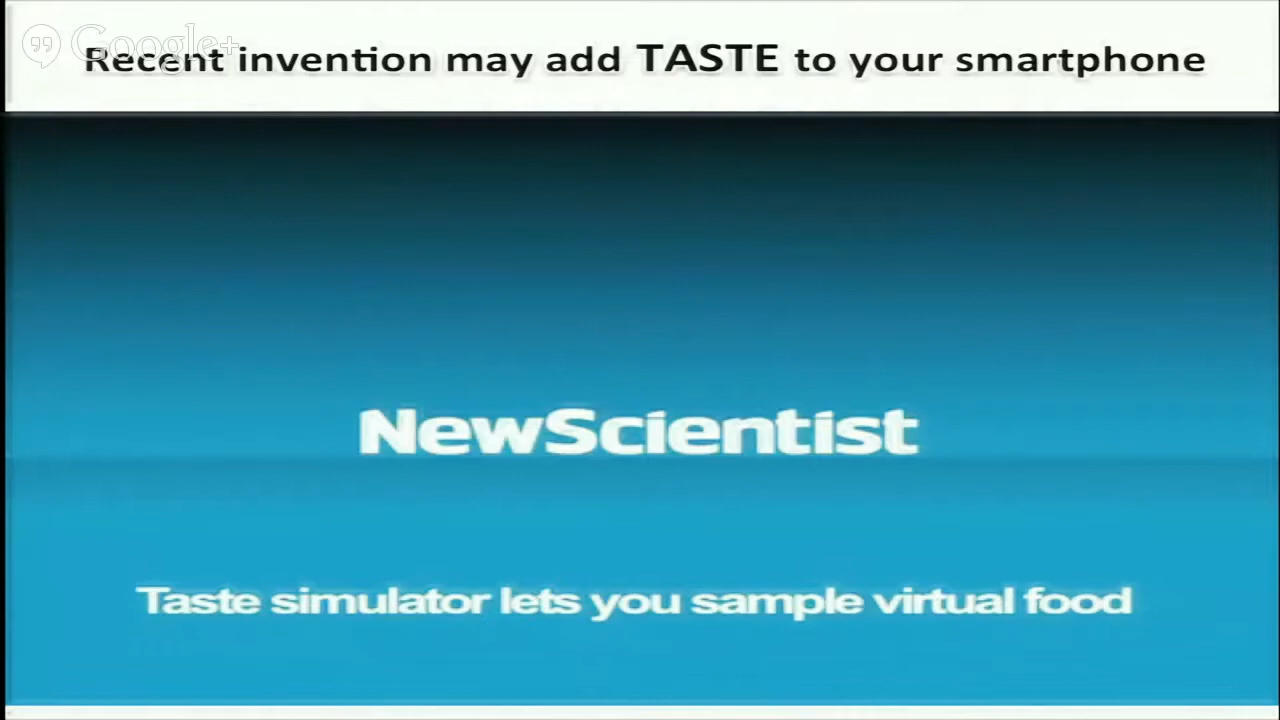 Google+
Recent invention may add TASTE to your smartphone
NewScientist
Taste simulator lets you sample virtual food